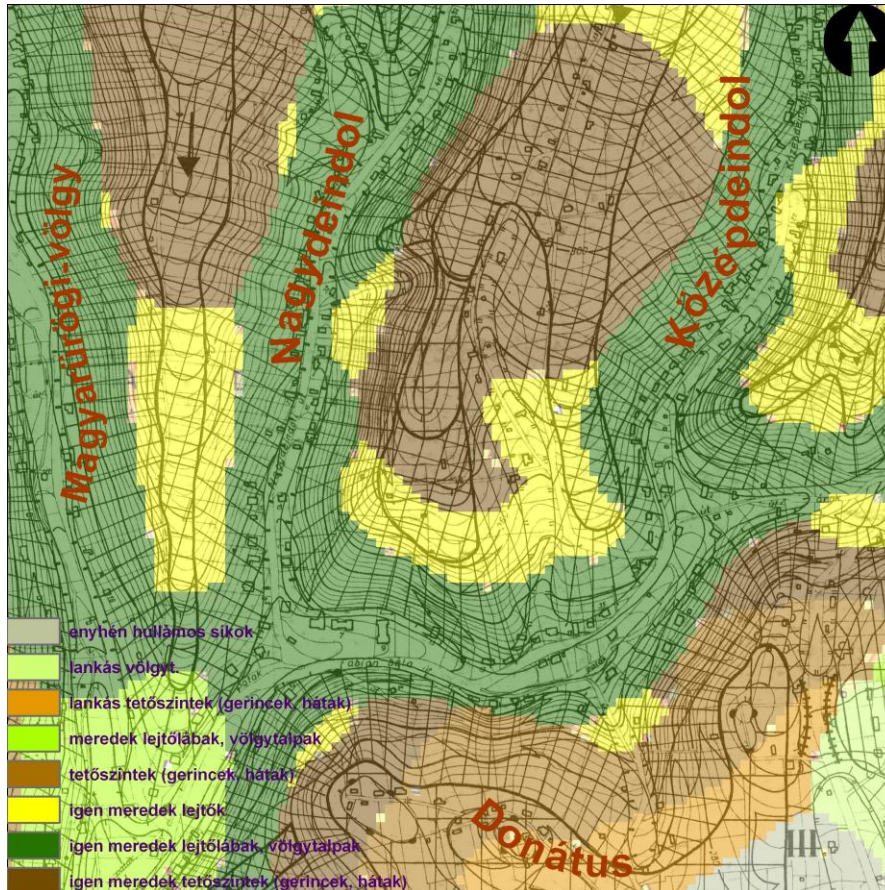 Magyarürögi-völgy
Nagydeindol
Középdeindol
Donátus
III
enyhén hullámos síkok
lankás völgyt.
lankás tetőszintek (gerincek, hátak)
meredek lejtőlábak, völgytalpak
tetőszintek (gerincek, hátak)
igen meredek lejtők
igen meredek lejtőlábak, völgytalpak
igen meredek tetőszintek (gerincek, hátak)